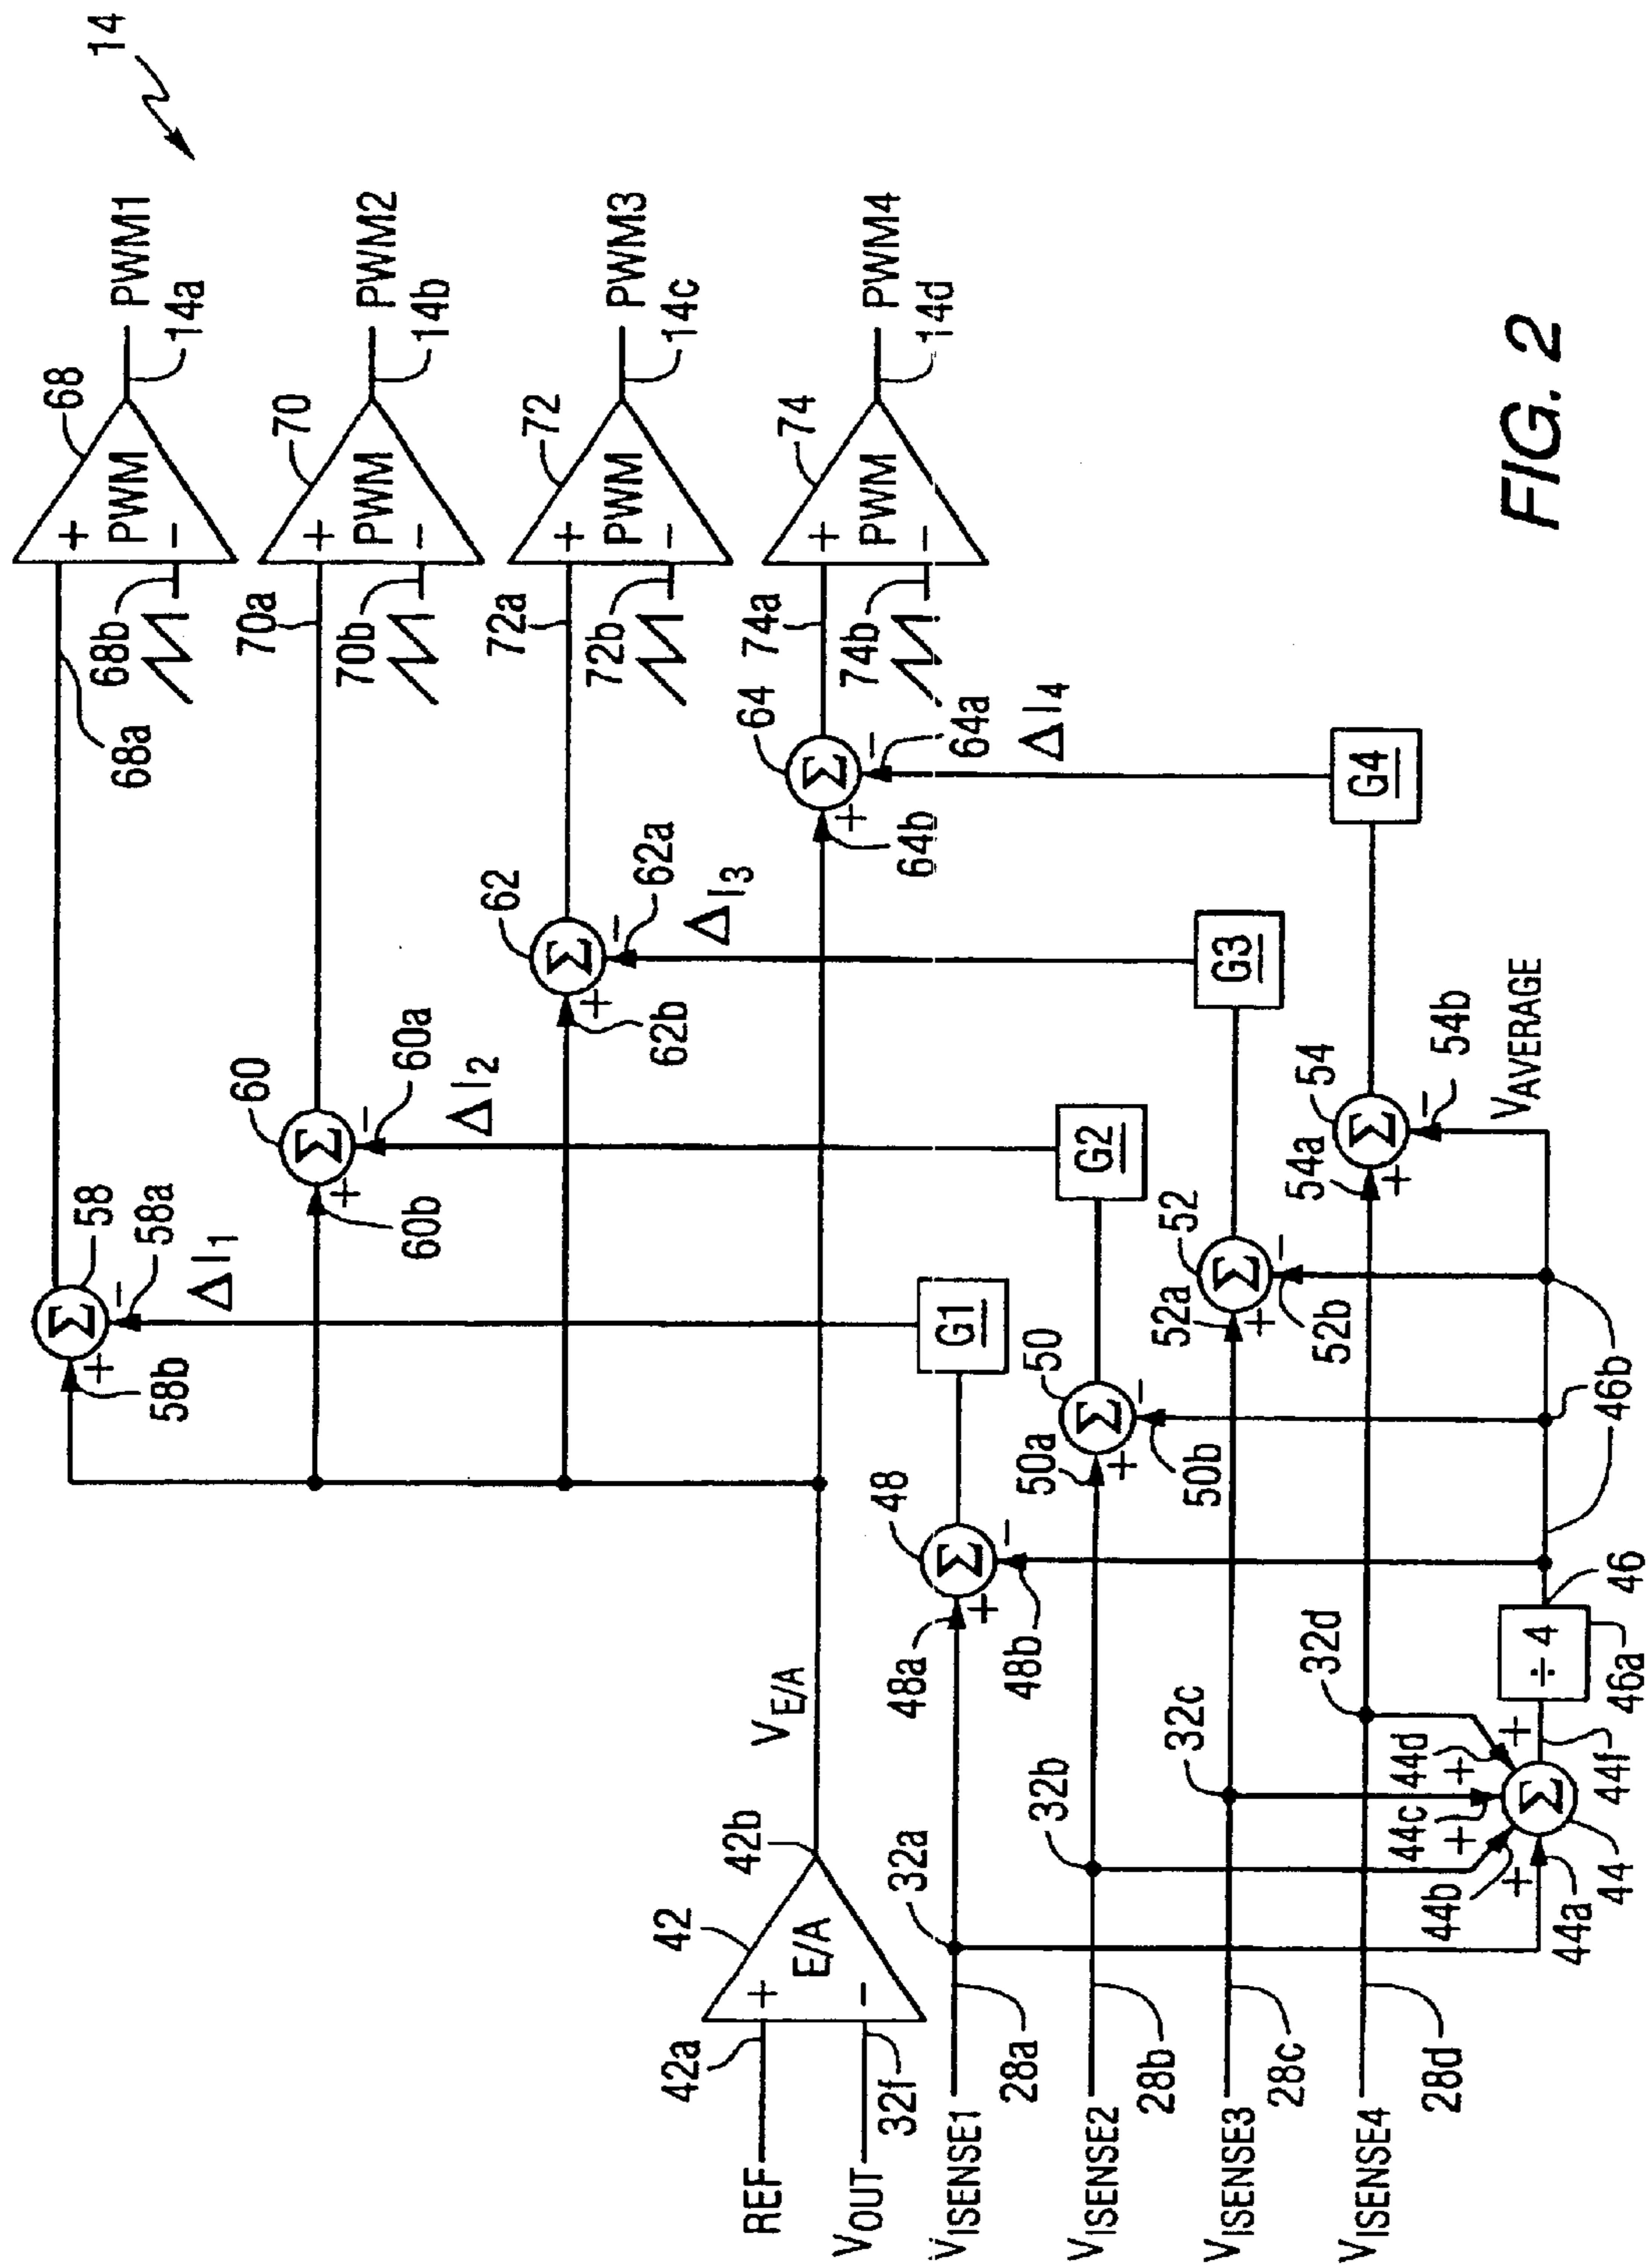 14
68
PWM1
+
PWM
−
14a
68a
68b
58
Σ
58b
+
−
58a
ΔI1
70
PWM2
+
PWM
−
14b
70a
70b
60
Σ
60b
+
−
60a
ΔI2
72
PWM3
+
PWM
−
14c
72a
72b
62
Σ
62b
+
−
62a
ΔI3
74
PWM4
+
PWM
−
14d
74a
74b
64
Σ
64b
+
−
64a
ΔI4
42a
42
REF
+
E/A
−
42b
VE/A
VOUT
32f
VISENSE1
28a
32a
48a
48
Σ
+
−
48b
G1
VISENSE2
28b
32b
50a
50
Σ
+
−
50b
G2
VISENSE3
28c
32c
52a
52
Σ
+
−
52b
G3
VISENSE4
28d
32d
54a
54
Σ
+
−
54b
G4
44a
44b
44c
44d
+
+
+
+
Σ
44
44f
÷ 4
46a
46
46b
VAVERAGE
FIG. 2